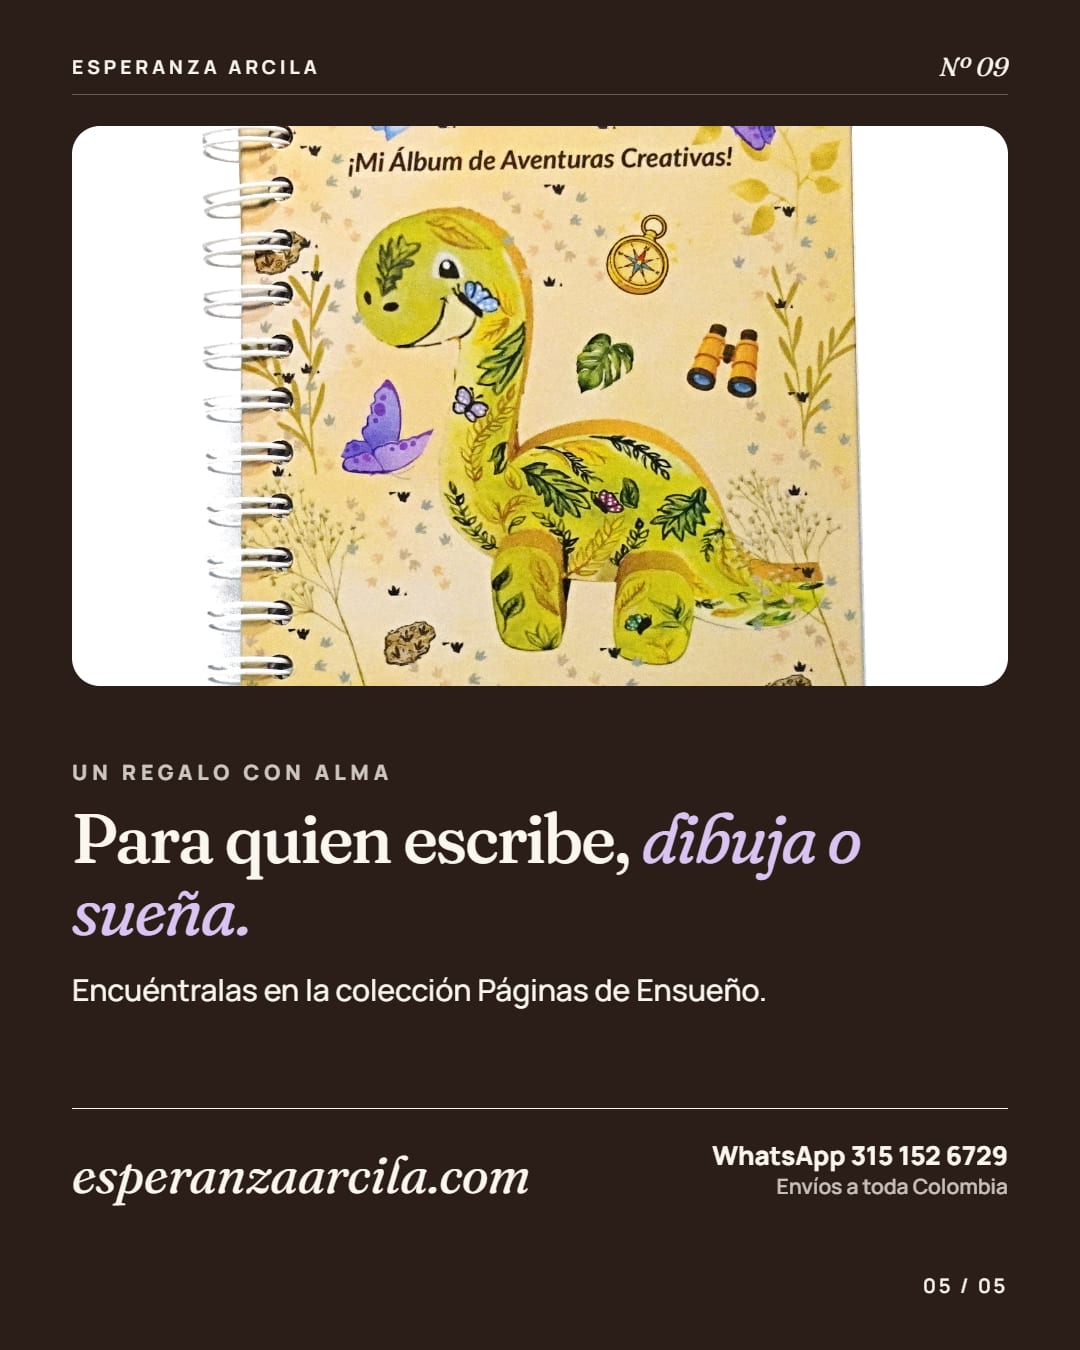 ESPERANZA ARCILA
Nº 09
¡Mi Álbum de Aventuras Creativas!
UN REGALO CON ALMA
Para quien escribe, dibuja o
sueña.
Encuéntralas en la colección Páginas de Ensueño.
esperanzaarcila.com
WhatsApp 315 152 6729
Envíos a toda Colombia
05 / 05